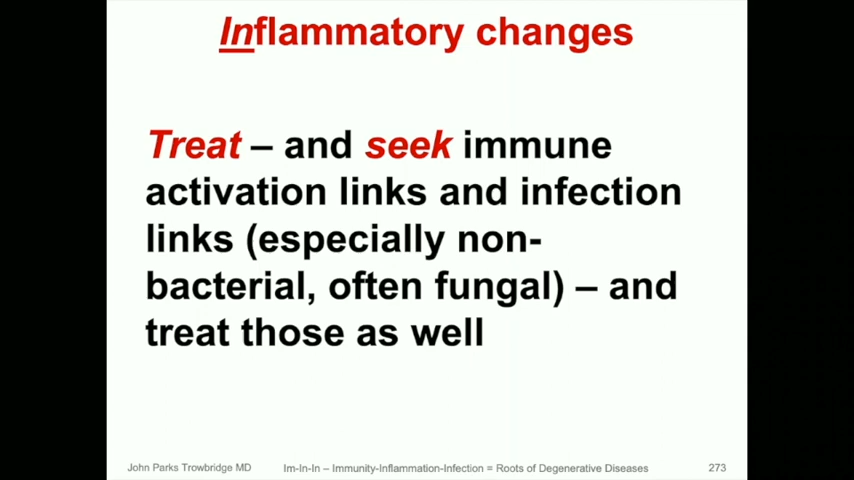 Inflammatory changes
Treat – and seek immune
activation links and infection
links (especially non-
bacterial, often fungal) – and
treat those as well
John Parks Trowbridge MD Im-In-In – Immunity-Inflammation-Infection = Roots of Degenerative Diseases 273